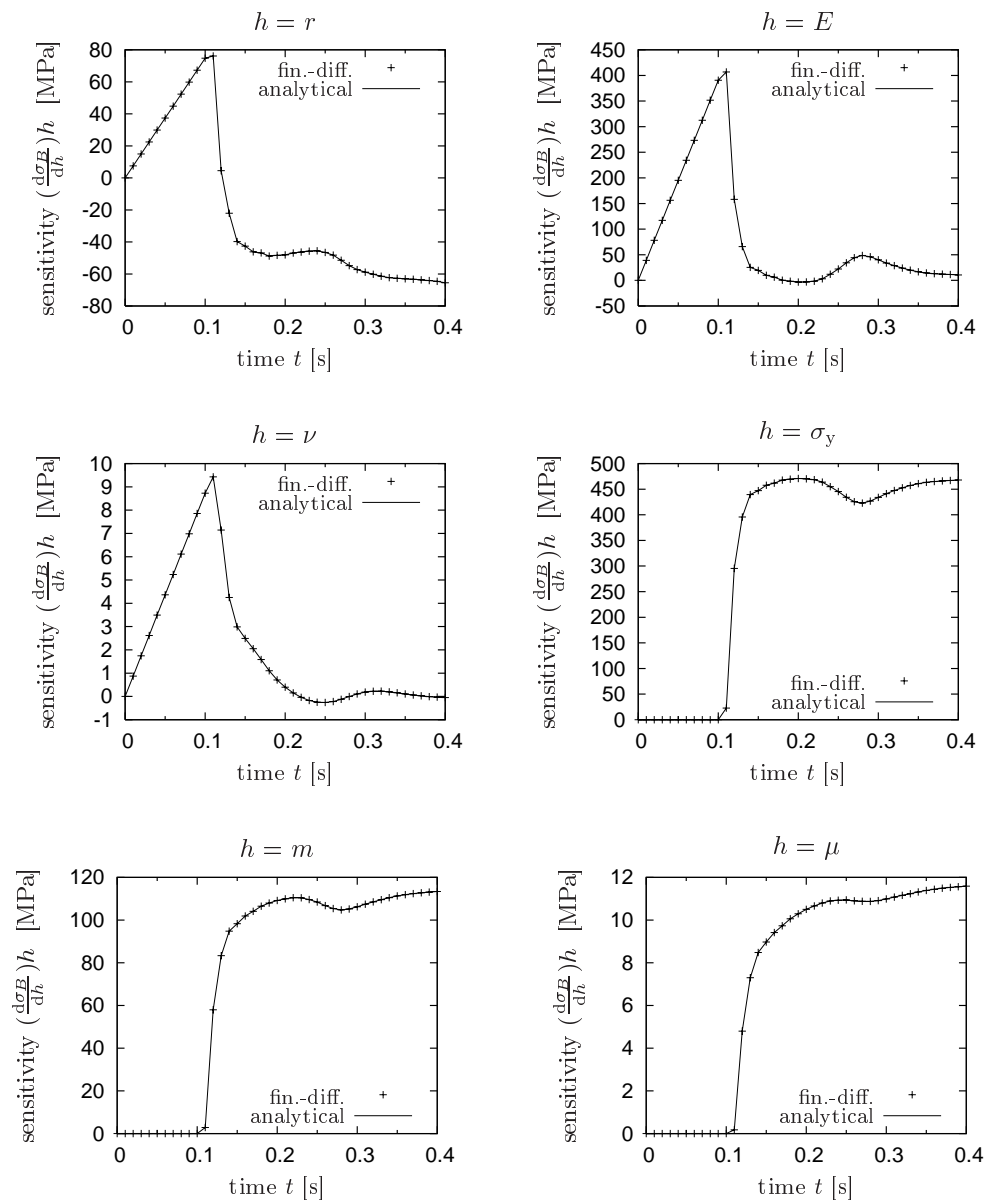 h = r
80
60
40
20
0
-20
-40
-60
-80
0 0.1 0.2 0.3 0.4
sensitivity (dσB/dh)h [MPa]
time t [s]
fin.-diff.
analytical
h = E
450
400
350
300
250
200
150
100
50
0
-50
0 0.1 0.2 0.3 0.4
sensitivity (dσB/dh)h [MPa]
time t [s]
fin.-diff.
analytical
h = ν
10
9
8
7
6
5
4
3
2
1
0
-1
0 0.1 0.2 0.3 0.4
sensitivity (dσB/dh)h [MPa]
time t [s]
fin.-diff.
analytical
h = σy
500
450
400
350
300
250
200
150
100
50
0
0 0.1 0.2 0.3 0.4
sensitivity (dσB/dh)h [MPa]
time t [s]
fin.-diff.
analytical
h = m
120
100
80
60
40
20
0
0 0.1 0.2 0.3 0.4
sensitivity (dσB/dh)h [MPa]
time t [s]
fin.-diff.
analytical
h = μ
12
10
8
6
4
2
0
0 0.1 0.2 0.3 0.4
sensitivity (dσB/dh)h [MPa]
time t [s]
fin.-diff.
analytical